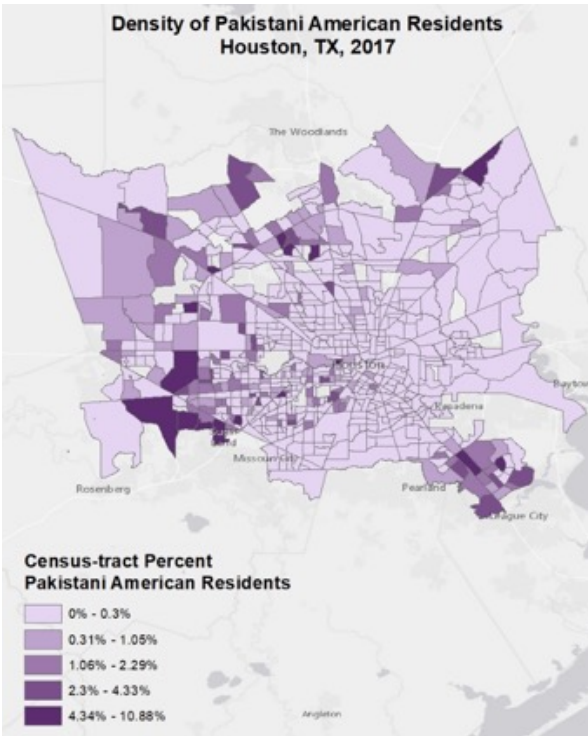 Density of Pakistani American Residents
Houston, TX, 2017
The Woodlands
Houston
Baytown
Pasadena
Sugar
Land
Missouri City
Rosenberg
Pearland
League City
Census-tract Percent
Pakistani American Residents
0% - 0.3%
0.31% - 1.05%
1.06% - 2.29%
2.3% - 4.33%
4.34% - 10.88%
Angleton